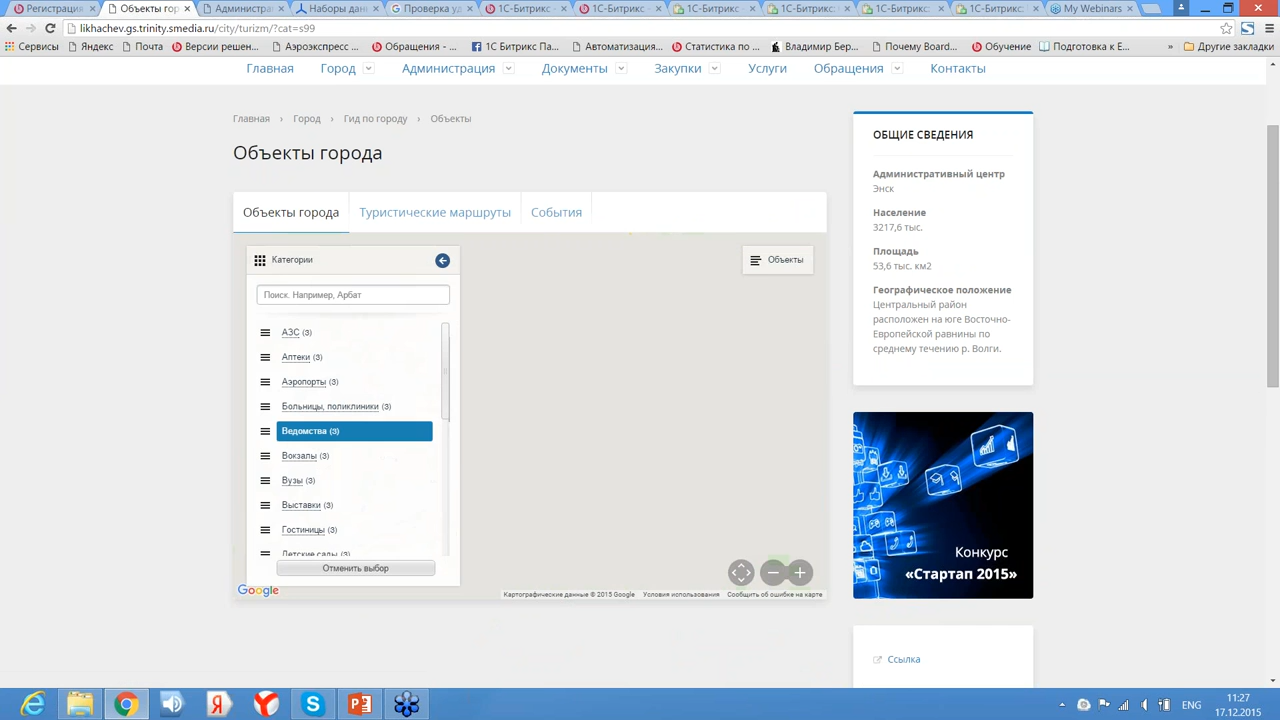 Регистрация
Объекты гор
Администра
Наборы дан
Проверка уд
1С-Битрикс
1С-Битрикс
1С-Битрикс
1С-Битрикс:
1С-Битрикс:
1С-Битрикс:
My Webinars
likhachev.gs.trinity.smedia.ru/city/turizm/?cat=s99
Сервисы
Яндекс
Почта
Версии решен...
Обращения - ...
1С Битрикс Па...
Автоматизация...
Статистика по ...
Владимир Бер...
Почему Board...
Обучение
Подготовка к Е...
»
Другие закладки
Главная
Город
Администрация
Документы
Закупки
Услуги
Обращения
Контакты
Главная › Город › Гид по городу › Объекты
Объекты города
Объекты города
Туристические маршруты
События
Категории
Объекты
Поиск. Например, Арбат
АЗС (3)
Аптеки (3)
Аэропорты (3)
Больницы, поликлиники (3)
Ведомства (3)
Вокзалы (3)
Вузы (3)
Выставки (3)
Гостиницы (3)
Детские сады (3)
Отменить выбор
Google
Картографические данные © 2015 Google
Условия использования
Сообщить об ошибке на карте
ОБЩИЕ СВЕДЕНИЯ
Административный центр
Энск
Население
3217,6 тыс.
Площадь
53,6 тыс. км2
Географическое положение
Центральный район
расположен на юге Восточно-
Европейской равнины по
среднему течению р. Волги.
Конкурс
«Стартап 2015»
Ссылка
ENG
11:27
17.12.2015